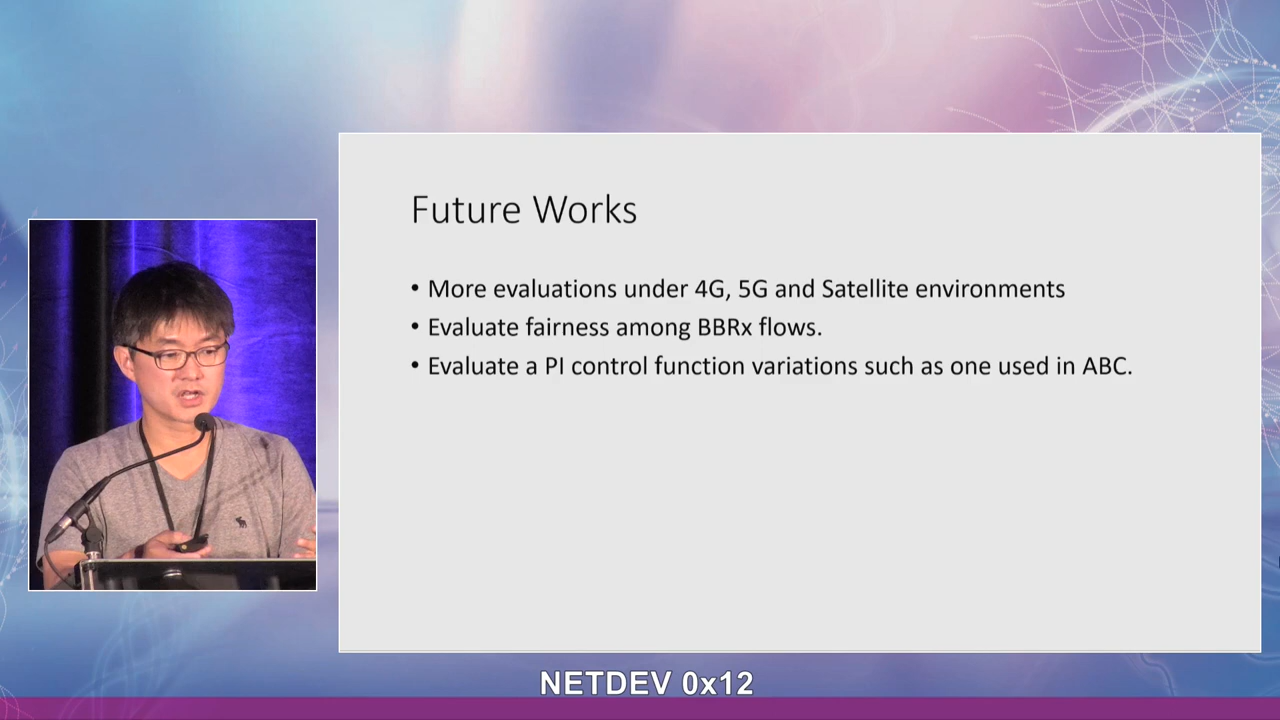 Future Works
• More evaluations under 4G, 5G and Satellite environments
• Evaluate fairness among BBRx flows.
• Evaluate a PI control function variations such as one used in ABC.
NETDEV 0x12